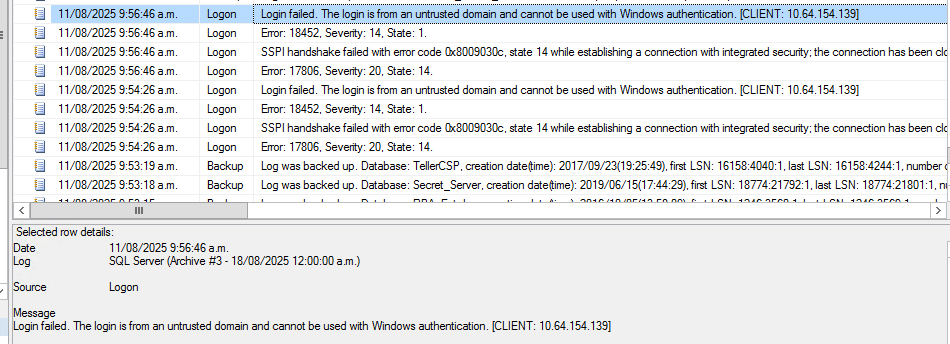 11/08/2025 9:56:46 a.m. Logon Login failed. The login is from an untrusted domain and cannot be used with Windows authentication. [CLIENT: 10.64.154.139]
11/08/2025 9:56:46 a.m. Logon Error: 18452, Severity: 14, State: 1.
11/08/2025 9:56:46 a.m. Logon SSPI handshake failed with error code 0x8009030c, state 14 while establishing a connection with integrated security; the connection has been clo
11/08/2025 9:56:46 a.m. Logon Error: 17806, Severity: 20, State: 14.
11/08/2025 9:54:26 a.m. Logon Login failed. The login is from an untrusted domain and cannot be used with Windows authentication. [CLIENT: 10.64.154.139]
11/08/2025 9:54:26 a.m. Logon Error: 18452, Severity: 14, State: 1.
11/08/2025 9:54:26 a.m. Logon SSPI handshake failed with error code 0x8009030c, state 14 while establishing a connection with integrated security; the connection has been clo
11/08/2025 9:54:26 a.m. Logon Error: 17806, Severity: 20, State: 14.
11/08/2025 9:53:19 a.m. Backup Log was backed up. Database: TellerCSP, creation date(time): 2017/09/23(19:25:49), first LSN: 16158:4040:1, last LSN: 16158:4244:1, number o
11/08/2025 9:53:18 a.m. Backup Log was backed up. Database: Secret_Server, creation date(time): 2019/06/15(17:44:29), first LSN: 18774:21792:1, last LSN: 18774:21801:1, n
Selected row details:
Date 11/08/2025 9:56:46 a.m.
Log SQL Server (Archive #3 - 18/08/2025 12:00:00 a.m.)
Source Logon
Message
Login failed. The login is from an untrusted domain and cannot be used with Windows authentication. [CLIENT: 10.64.154.139]